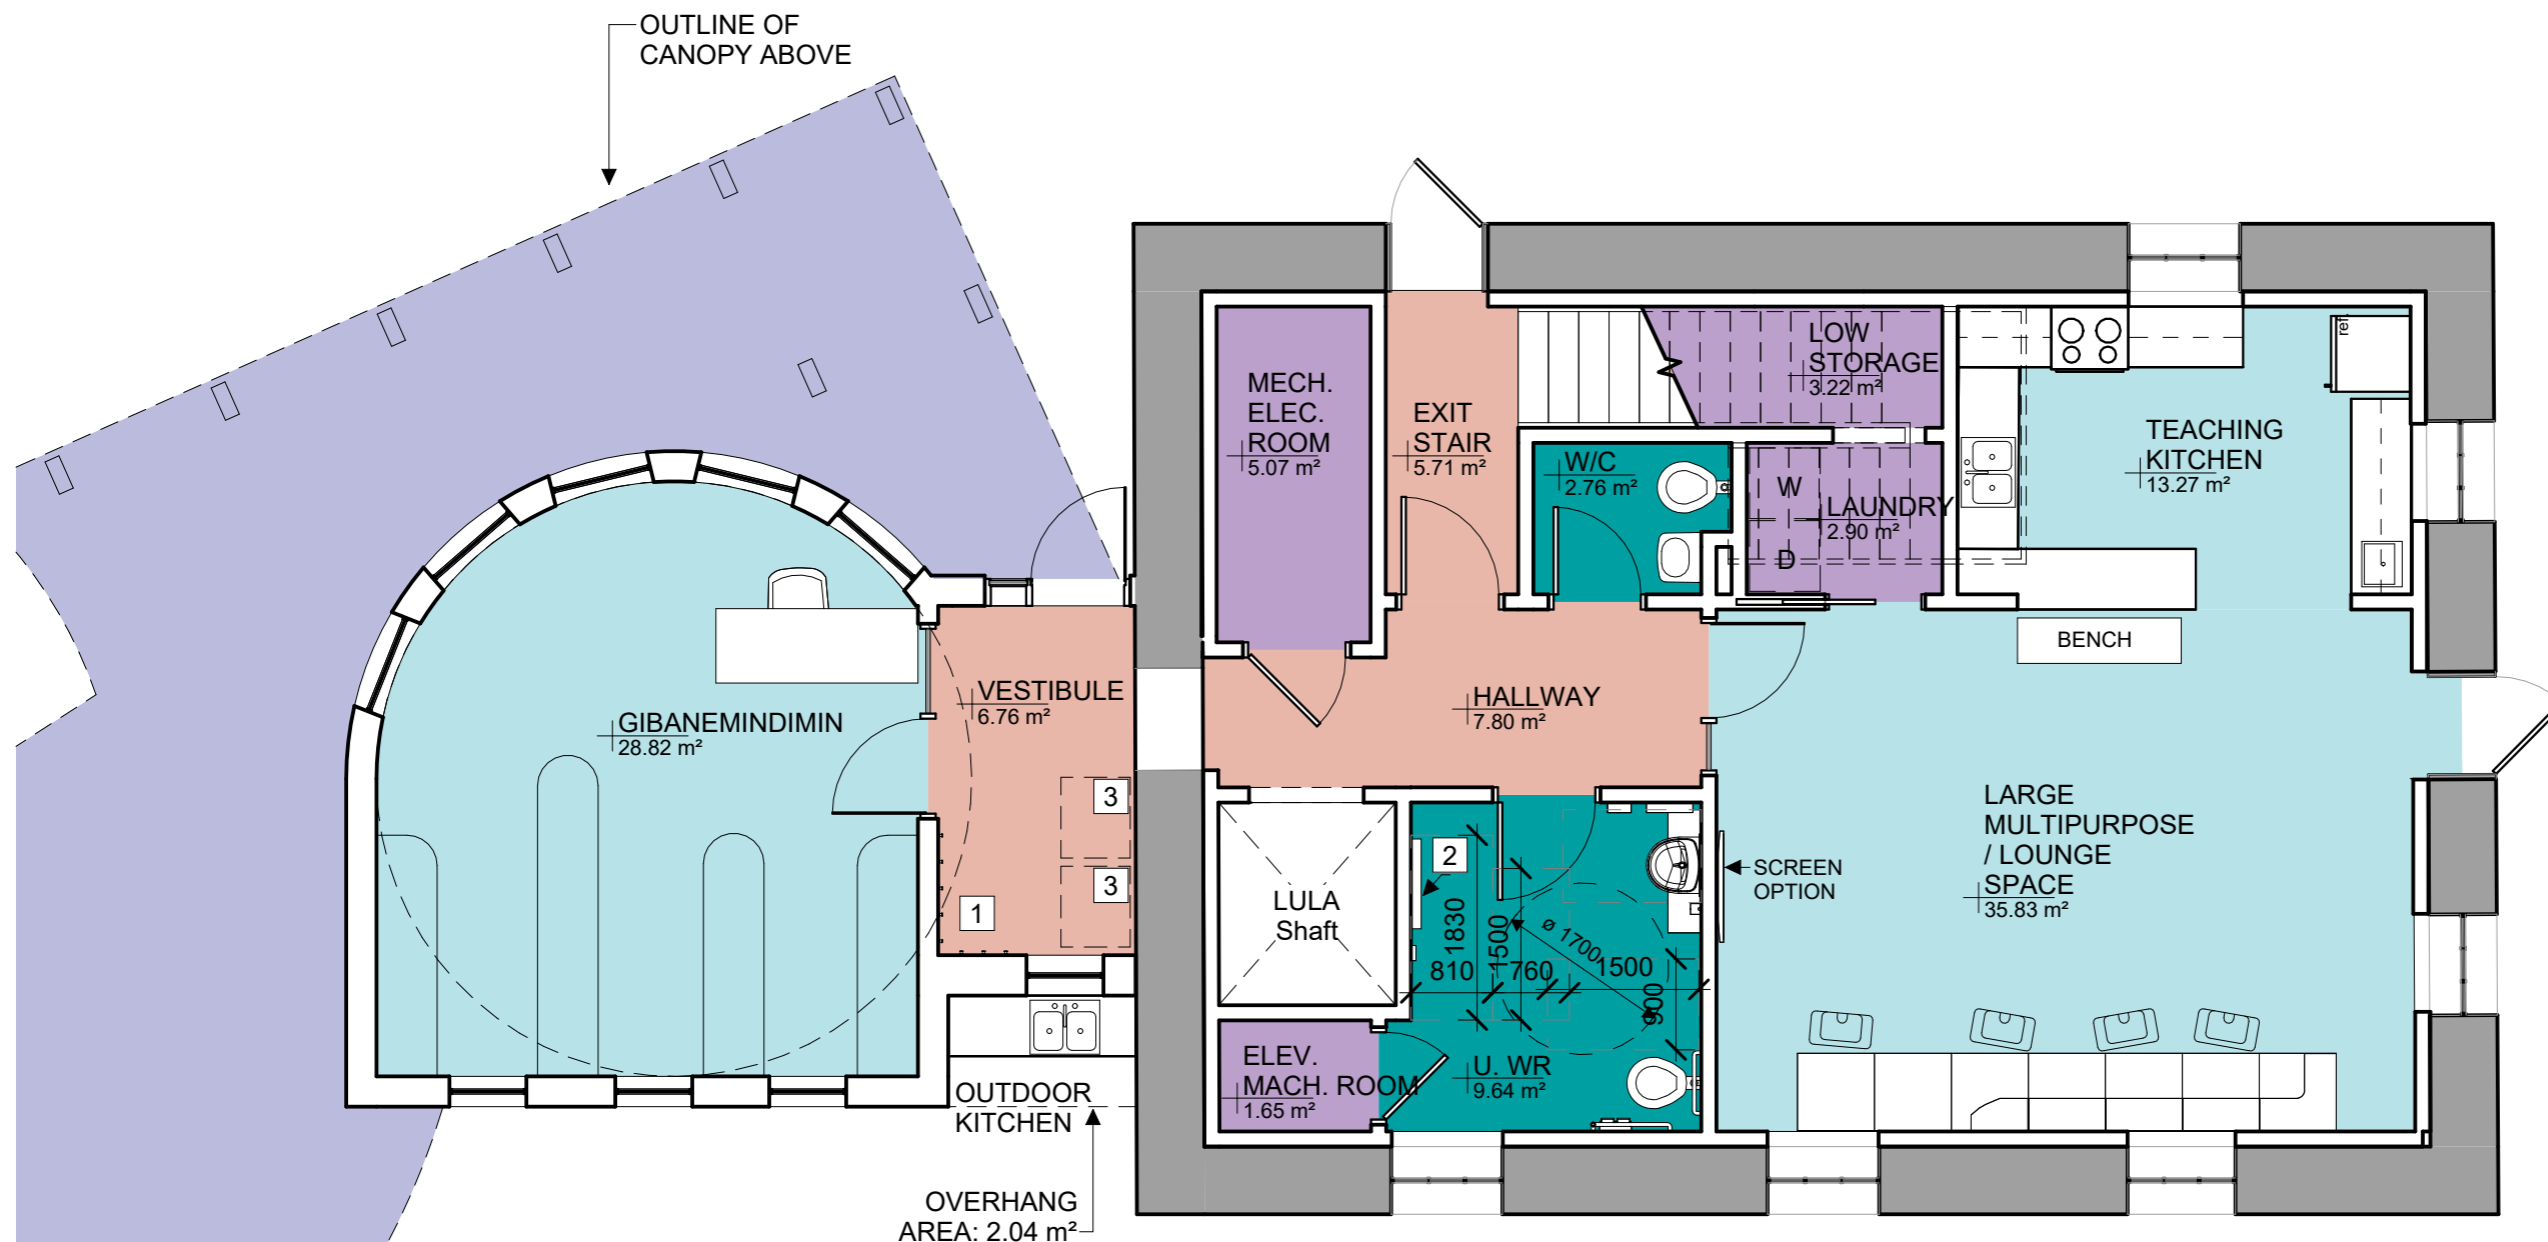 OUTLINE OF
CANOPY ABOVE
MECH.
ELEC.
ROOM
5.07 m²
EXIT
STAIR
5.71 m²
LOW
STORAGE
3.22 m²
W/C
2.76 m²
W
D
LAUNDRY
2.90 m²
ref.
TEACHING
KITCHEN
13.27 m²
BENCH
GIBANEMINDIMIN
28.82 m²
VESTIBULE
6.76 m²
HALLWAY
7.80 m²
3
3
1
2
LULA
Shaft
1830
1500
ø 1700
810
760
1500
900
SCREEN
OPTION
LARGE
MULTIPURPOSE
/ LOUNGE
SPACE
35.83 m²
ELEV.
MACH. ROOM
1.65 m²
U. WR
9.64 m²
OUTDOOR
KITCHEN
OVERHANG
AREA: 2.04 m²